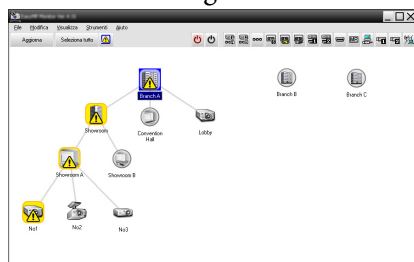 File Modifica Visualizza Strumenti Aiuto
Aggiorna Seleziona tutto
Branch A Branch B Branch C
Showroom Convention Hall Lobby
Showroom A Showroom B
No1 No2 No3